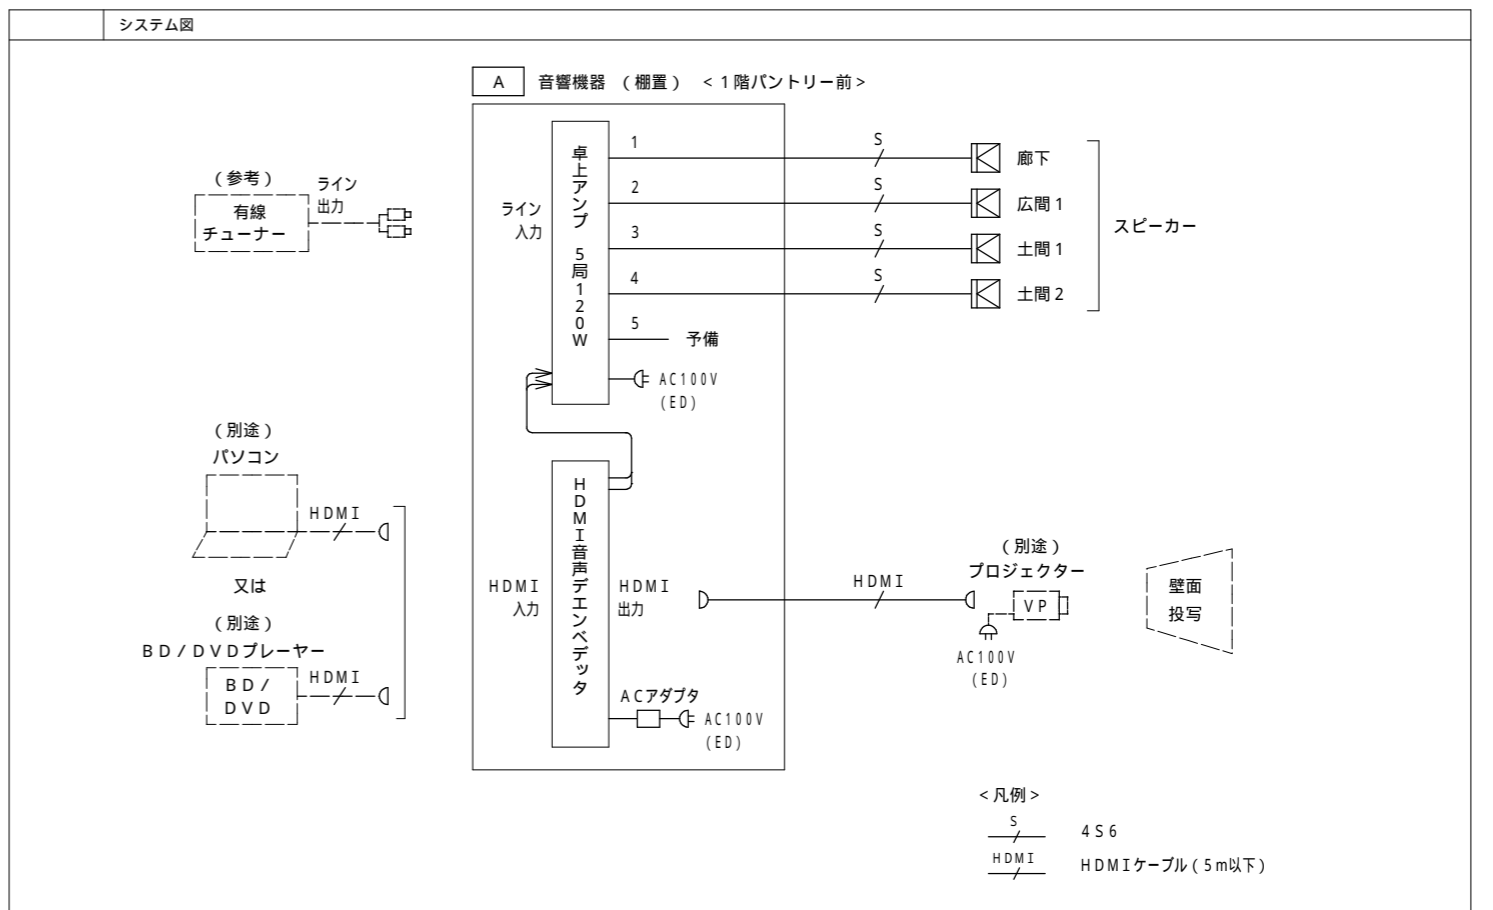 システム図
A 音響機器 (棚置) <1階パントリー前>
(参考)
有線
チューナー
ライン
出力
ライン
入力
卓上アンプ 5局120W
1
2
3
4
5
予備
AC100V
(ED)
S
廊下
S
広間1
S
土間1
S
土間2
スピーカー
(別途)
パソコン
HDMI
又は
(別途)
BD/DVDプレーヤー
BD/
DVD
HDMI
HDMI
入力
HDMI音声デエンベデッタ
HDMI
出力
ACアダプタ
AC100V
(ED)
HDMI
(別途)
プロジェクター
VP
AC100V
(ED)
壁面
投写
<凡例>
S
4S6
HDMI
HDMIケーブル(5m以下)